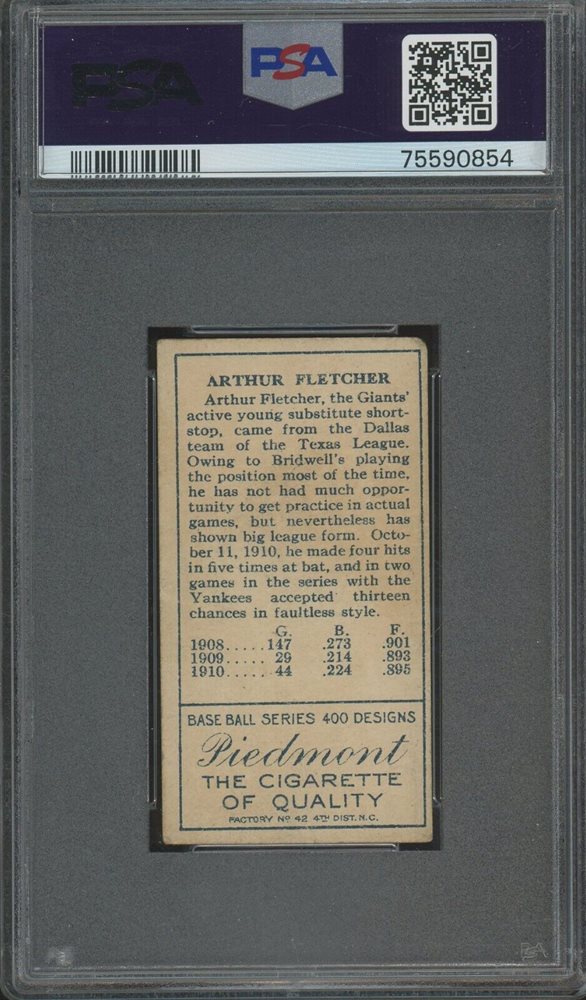 PSA
PSA
75590854
ARTHUR FLETCHER
Arthur Fletcher, the Giants'
active young substitute short-
stop, came from the Dallas
team of the Texas League.
Owing to Bridwell's playing
the position most of the time,
he has not had much oppor-
tunity to get practice in actual
games, but nevertheless has
shown big league form. Octo-
ber 11, 1910, he made four hits
in five times at bat, and in two
games in the series with the
Yankees accepted thirteen
chances in faultless style.
G. B. F.
1908.....147 .273 .901
1909..... 29 .214 .893
1910..... 44 .224 .895
BASE BALL SERIES 400 DESIGNS
Piedmont
THE CIGARETTE
OF QUALITY
FACTORY Nº 42 4TH DIST. N.C.
PSA